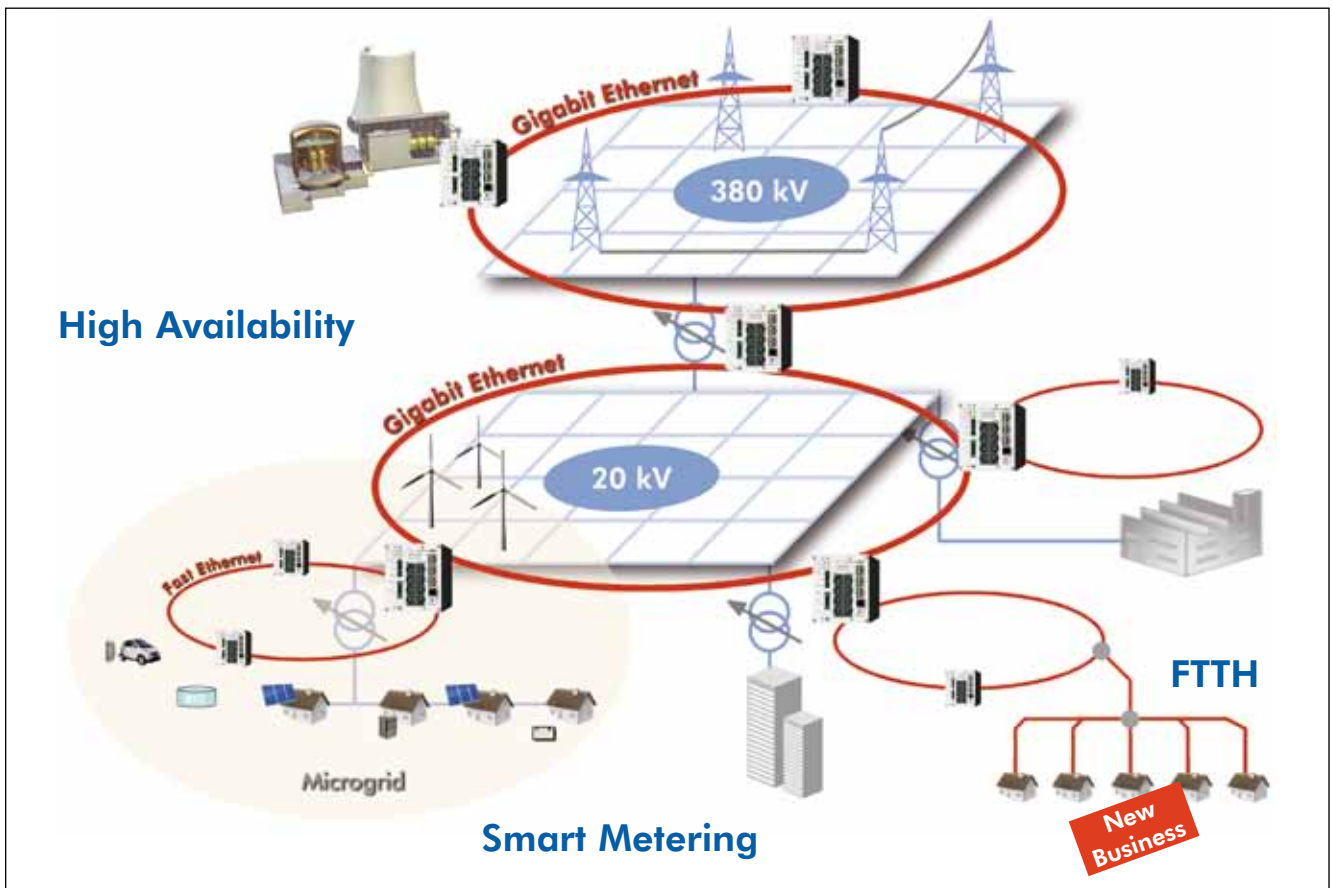 Gigabit Ethernet
380 kV
High Availability
Gigabit Ethernet
20 kV
Fast Ethernet
FTTH
Microgrid
New
Business
Smart Metering